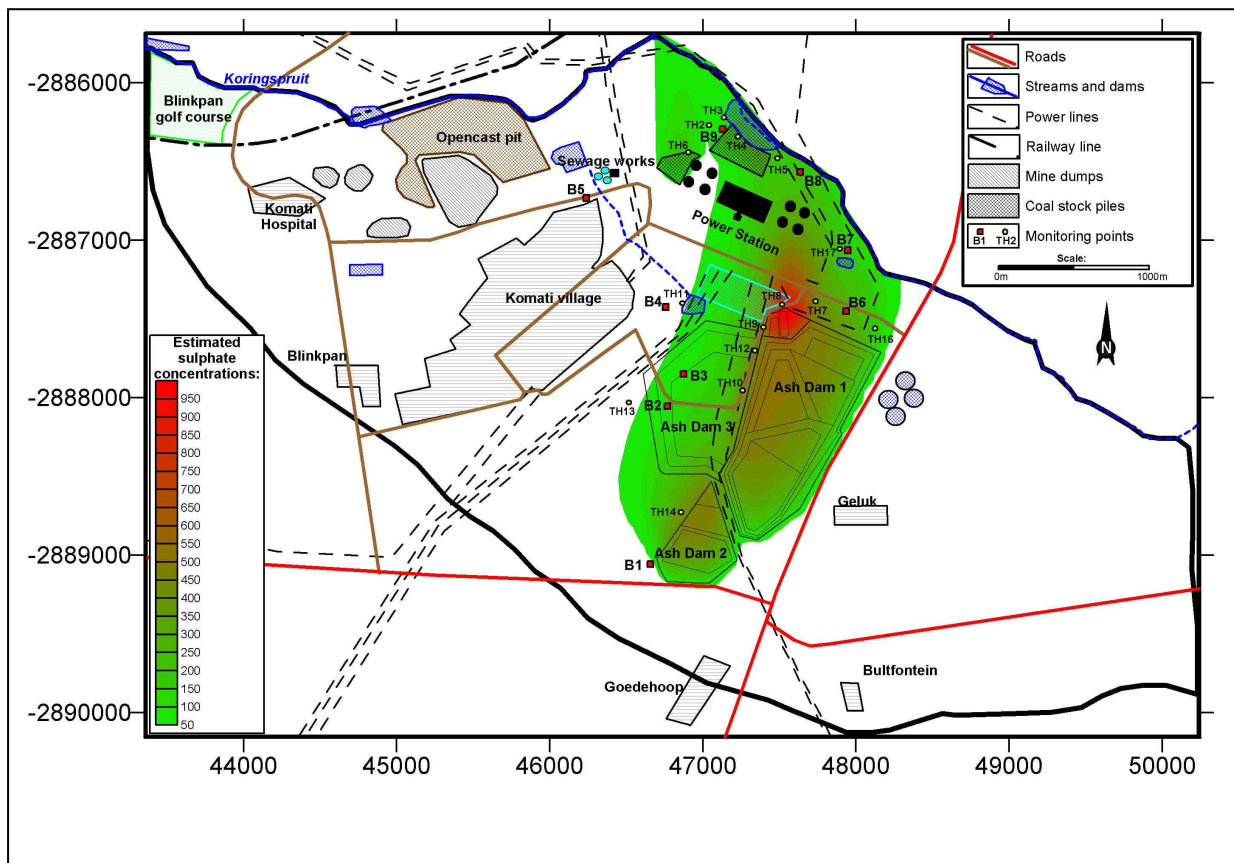 -2886000
-2887000
-2888000
-2889000
-2890000
44000
45000
46000
47000
48000
49000
50000
Koringspruit
Blinkpan
golf course
Opencast pit
Sewage works
Komati
Hospital
Komati village
Blinkpan
Power Station
Ash Dam 1
Ash Dam 3
Ash Dam 2
Geluk
Goedehoop
Bultfontein
TH3
TH2
B9
TH6
TH4
TH5
B8
B5
B7
TH17
TH11
B4
TH8
TH7
B6
TH9
TH16
TH12
B3
TH10
B2
TH13
TH14
B1
N
Roads
Streams and dams
Power lines
Railway line
Mine dumps
Coal stock piles
B1 TH2 Monitoring points
Scale:
0m 1000m
Estimated
sulphate
concentrations:
950
900
850
800
750
700
650
600
550
500
450
400
350
300
250
200
150
100
50